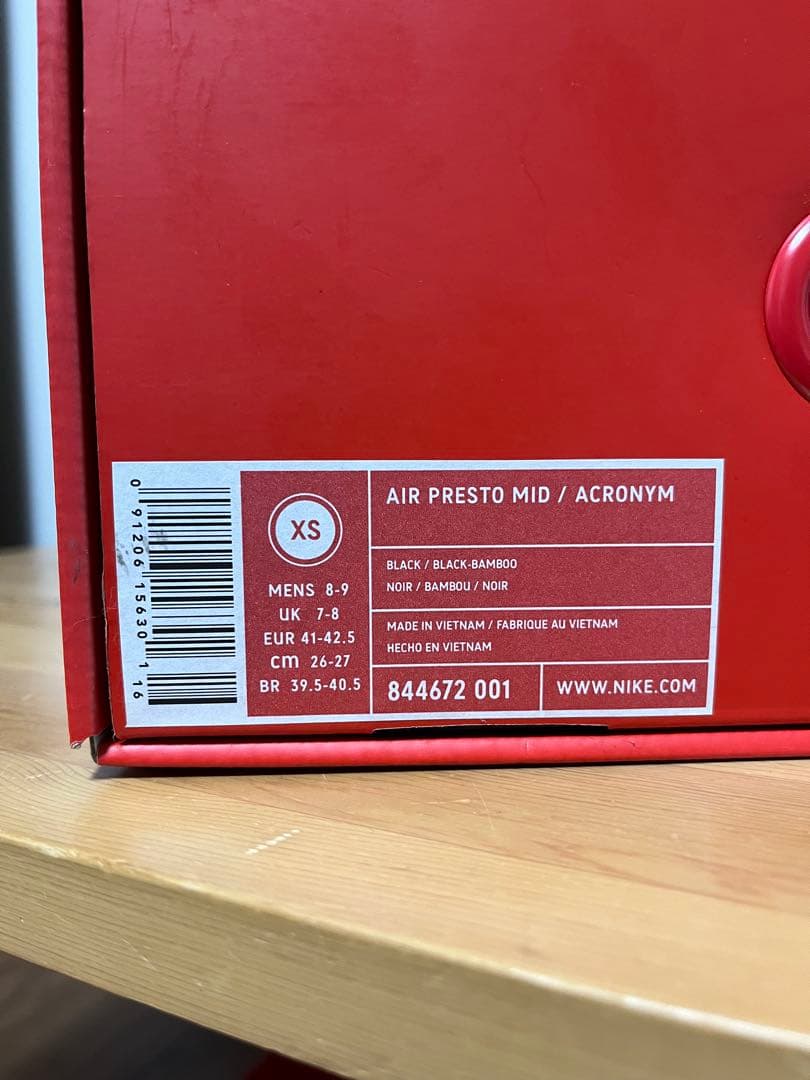 0 91206 15630 1 16
XS
MENS 8-9
UK 7-8
EUR 41-42.5
cm 26-27
BR 39.5-40.5
AIR PRESTO MID / ACRONYM
BLACK / BLACK-BAMBOO
NOIR / BAMBOU / NOIR
MADE IN VIETNAM / FABRIQUE AU VIETNAM
HECHO EN VIETNAM
844672 001
WWW.NIKE.COM